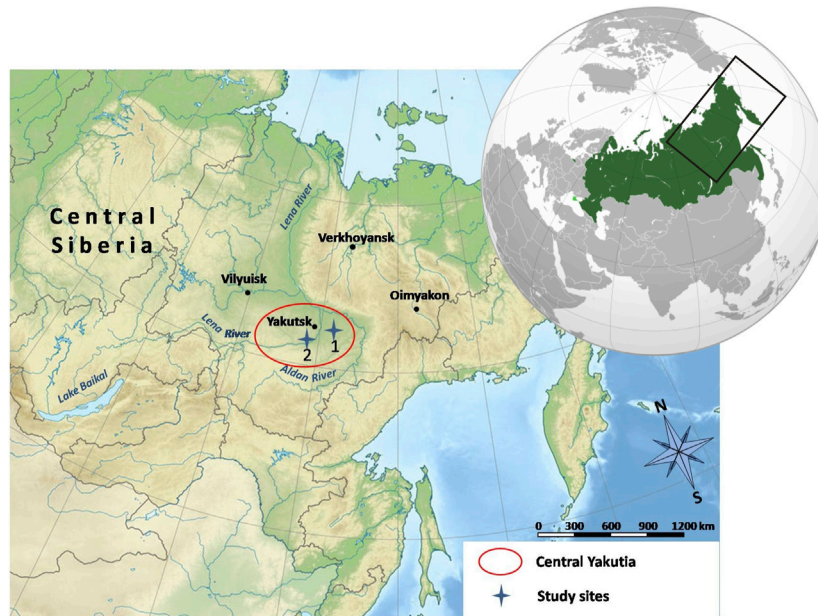 Central
Siberia
Lena River
Verkhoyansk
Vilyuisk
Oimyakon
Lena River
Yakutsk
1
2
Aldan River
Lake Baikal
N
S
0 300 600 900 1200 km
Central Yakutia
Study sites